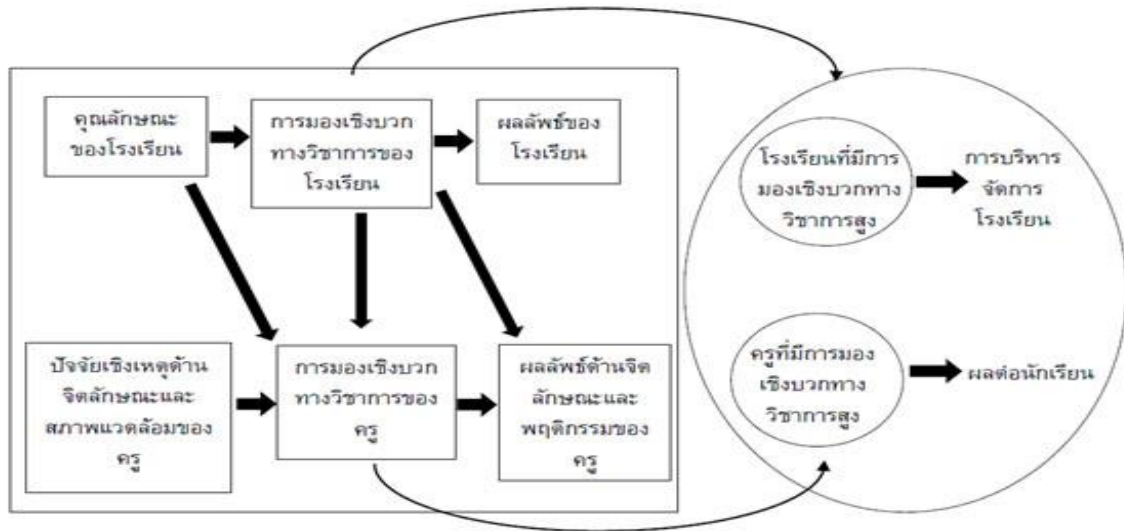 คุณลักษณะ
ของโรงเรียน
การมองเชิงบวก
ทางวิชาการของ
โรงเรียน
ผลลัพธ์ของ
โรงเรียน
โรงเรียนที่มีการ
มองเชิงบวกทาง
วิชาการสูง
การบริหาร
จัดการ
โรงเรียน
ปัจจัยเชิงเหตุด้าน
จิตลักษณะและ
สภาพแวดล้อมของ
ครู
การมองเชิงบวก
ทางวิชาการของ
ครู
ผลลัพธ์ด้านจิต
ลักษณะและ
พฤติกรรมของ
ครู
ครูที่มีการมอง
เชิงบวกทาง
วิชาการสูง
ผลต่อนักเรียน